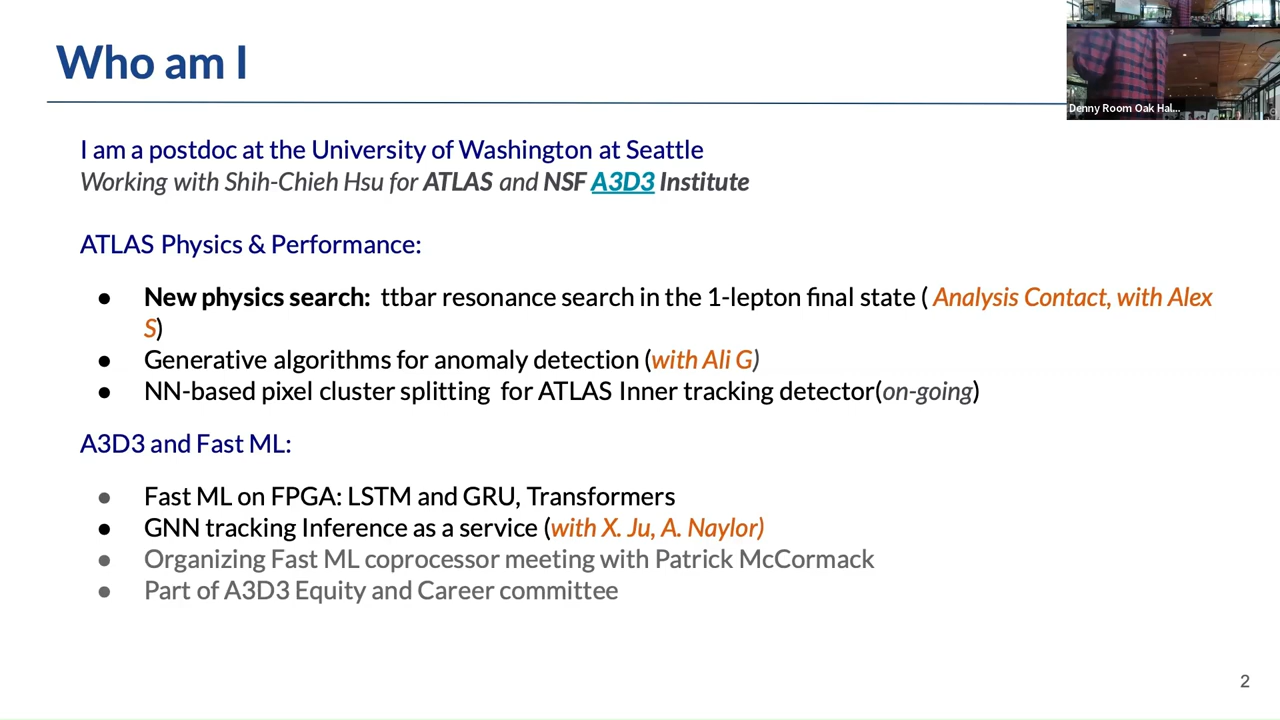 Who am I
Denny Room Oak Hal...
I am a postdoc at the University of Washington at Seattle
Working with Shih-Chieh Hsu for ATLAS and NSF A3D3 Institute
ATLAS Physics & Performance:
● New physics search: ttbar resonance search in the 1-lepton final state ( Analysis Contact, with Alex
S)
● Generative algorithms for anomaly detection (with Ali G)
● NN-based pixel cluster splitting for ATLAS Inner tracking detector(on-going)
A3D3 and Fast ML:
● Fast ML on FPGA: LSTM and GRU, Transformers
● GNN tracking Inference as a service (with X. Ju, A. Naylor)
● Organizing Fast ML coprocessor meeting with Patrick McCormack
● Part of A3D3 Equity and Career committee
2